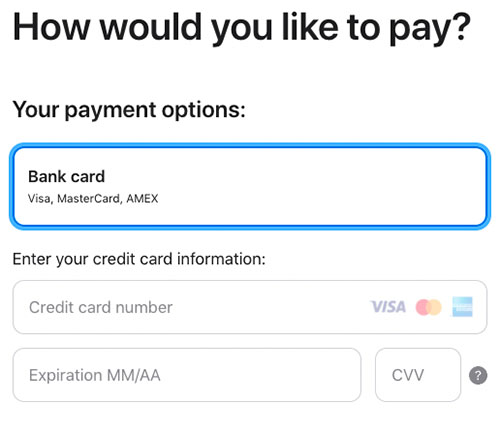 How would you like to pay?
Your payment options:
Bank card
Visa, MasterCard, AMEX
Enter your credit card information:
Credit card number VISA
Expiration MM/AA CVV ?